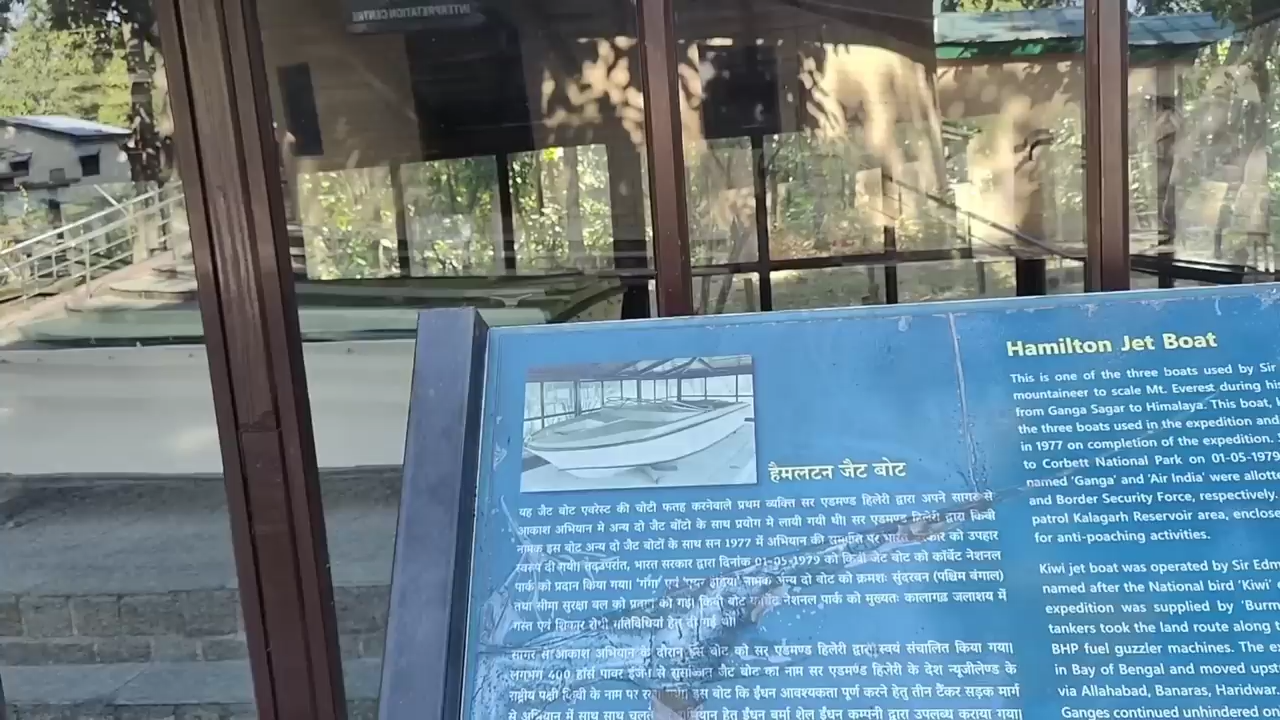 INTERPRETATION CENTRE
हैमलटन जैट बोट
यह जैट बोट एवरेस्ट की चोटी फतह करनेवाले प्रथम व्यक्ति सर एडमण्ड हिलेरी द्वारा अपने सागर से
आकाश अभियान मे अन्य दो जैट बोटों के साथ प्रयोग मे लायी गयी थी। सर एडमण्ड हिलेरी द्वारा किवी
नामक इस बोट अन्य दो जैट बोटों के साथ सन 1977 में अभियान की समाप्ति पर भारत सरकार को उपहार
स्वरुप दी गयी। तद्उपरांत, भारत सरकार द्वारा दिनांक 01-05-1979 को किवी जैट बोट को कॉर्बेट नेशनल
पार्क को प्रदान किया गया। 'गंगा' एवं 'एयर इंडिया' नामक अन्य दो बोट को क्रमशः सुंदरबन (पश्चिम बंगाल)
तथा सीमा सुरक्षा बल को प्रदान की गई। किवी बोट कार्बेट नेशनल पार्क को मुख्यतः कालागढ जलाशय में
गस्त एवं शिकार रोधी गतिविधियां हेतु दी गई थी।
सागर से आकाश अभियान के दौरान इस बोट को सर एडमण्ड हिलेरी द्वारा स्वयं संचालित किया गया।
लगभग 400 हॉर्स पावर इंजन से सुसज्जित जैट बोट का नाम सर एडमण्ड हिलेरी के देश न्यूजीलैण्ड के
राष्ट्रीय पक्षी किवी के नाम पर इस बोट कि ईंधन आवश्यकता पूर्ण करने हेतु तीन टैंकर सड़क मार्ग
से अभियान में साथ साथ चलते हेतु ईंधन बर्मा शेल ईंधन कम्पनी द्वारा उपलब्ध कराया गया।
Hamilton Jet Boat
This is one of the three boats used by Sir
mountaineer to scale Mt. Everest during his
from Ganga Sagar to Himalaya. This boat,
the three boats used in the expedition and
in 1977 on completion of the expedition.
to Corbett National Park on 01-05-1979
named 'Ganga' and 'Air India' were allott
and Border Security Force, respectively.
patrol Kalagarh Reservoir area, enclose
for anti-poaching activities.
Kiwi jet boat was operated by Sir Edm
named after the National bird 'Kiwi'
expedition was supplied by 'Burm
tankers took the land route along t
BHP fuel guzzler machines. The e
in Bay of Bengal and moved upst
via Allahabad, Banaras, Haridwar.
Ganges continued unhindered on